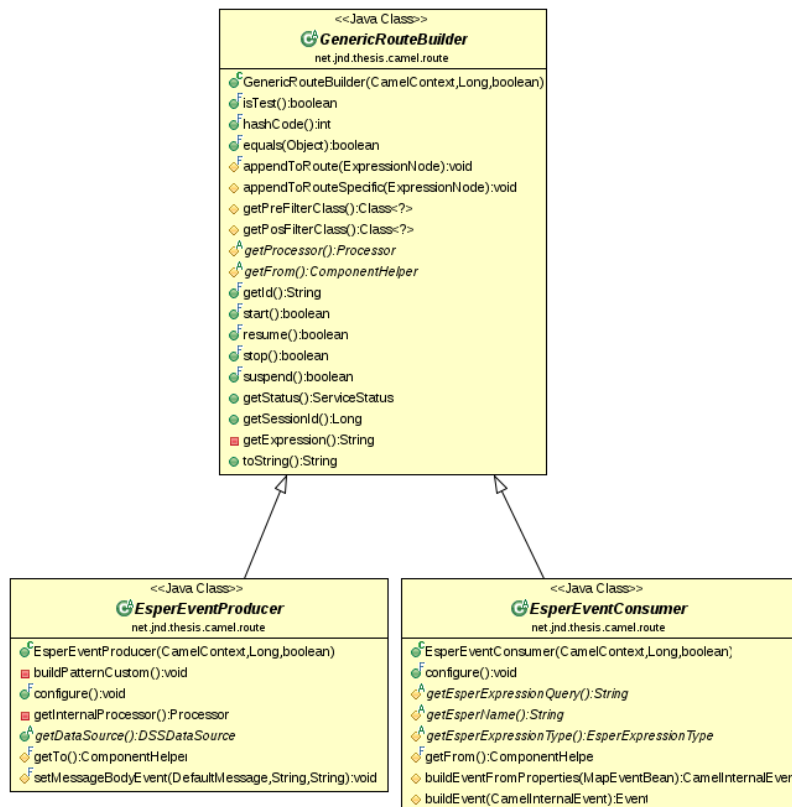 <<Java Class>>
GenericRouteBuilder
net.jnd.thesis.camel.route
GenericRouteBuilder(CamelContext,Long,boolean)
isTest():boolean
hashCode():int
equals(Object):boolean
appendToRoute(ExpressionNode):void
appendToRouteSpecific(ExpressionNode):void
getPreFilterClass():Class<?>
getPosFilterClass():Class<?>
getProcessor():Processor
getFrom():ComponentHelper
getId():String
start():boolean
resume():boolean
stop():boolean
suspend():boolean
getStatus():ServiceStatus
getSessionId():Long
getExpression():String
toString():String
<<Java Class>>
EsperEventProducer
net.jnd.thesis.camel.route
EsperEventProducer(CamelContext,Long,boolean)
buildPatternCustom():void
configure():void
getInternalProcessor():Processor
getDataSource():DSSDataSource
getTo():ComponentHelper
setMessageBodyEvent(DefaultMessage,String,String):void
<<Java Class>>
EsperEventConsumer
net.jnd.thesis.camel.route
EsperEventConsumer(CamelContext,Long,boolean)
configure():void
getEsperExpressionQuery():String
getEsperName():String
getEsperExpressionType():EsperExpressionType
getFrom():ComponentHelpe
buildEventFromProperties(MapEventBean):CamelInternalEven
buildEvent(CamelInternalEvent):Event